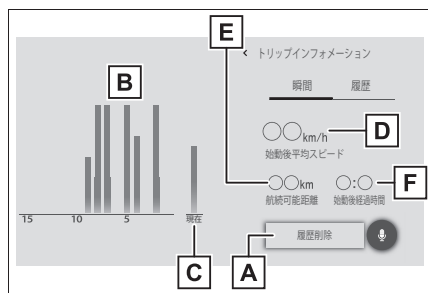 E
‹ トリップインフォメーション
B
瞬間 履歴
○○km/h
D
始動後平均スピード
○○km ○:○
F
航続可能距離 始動後経過時間
15 10 5 現在
履歴削除
C
A